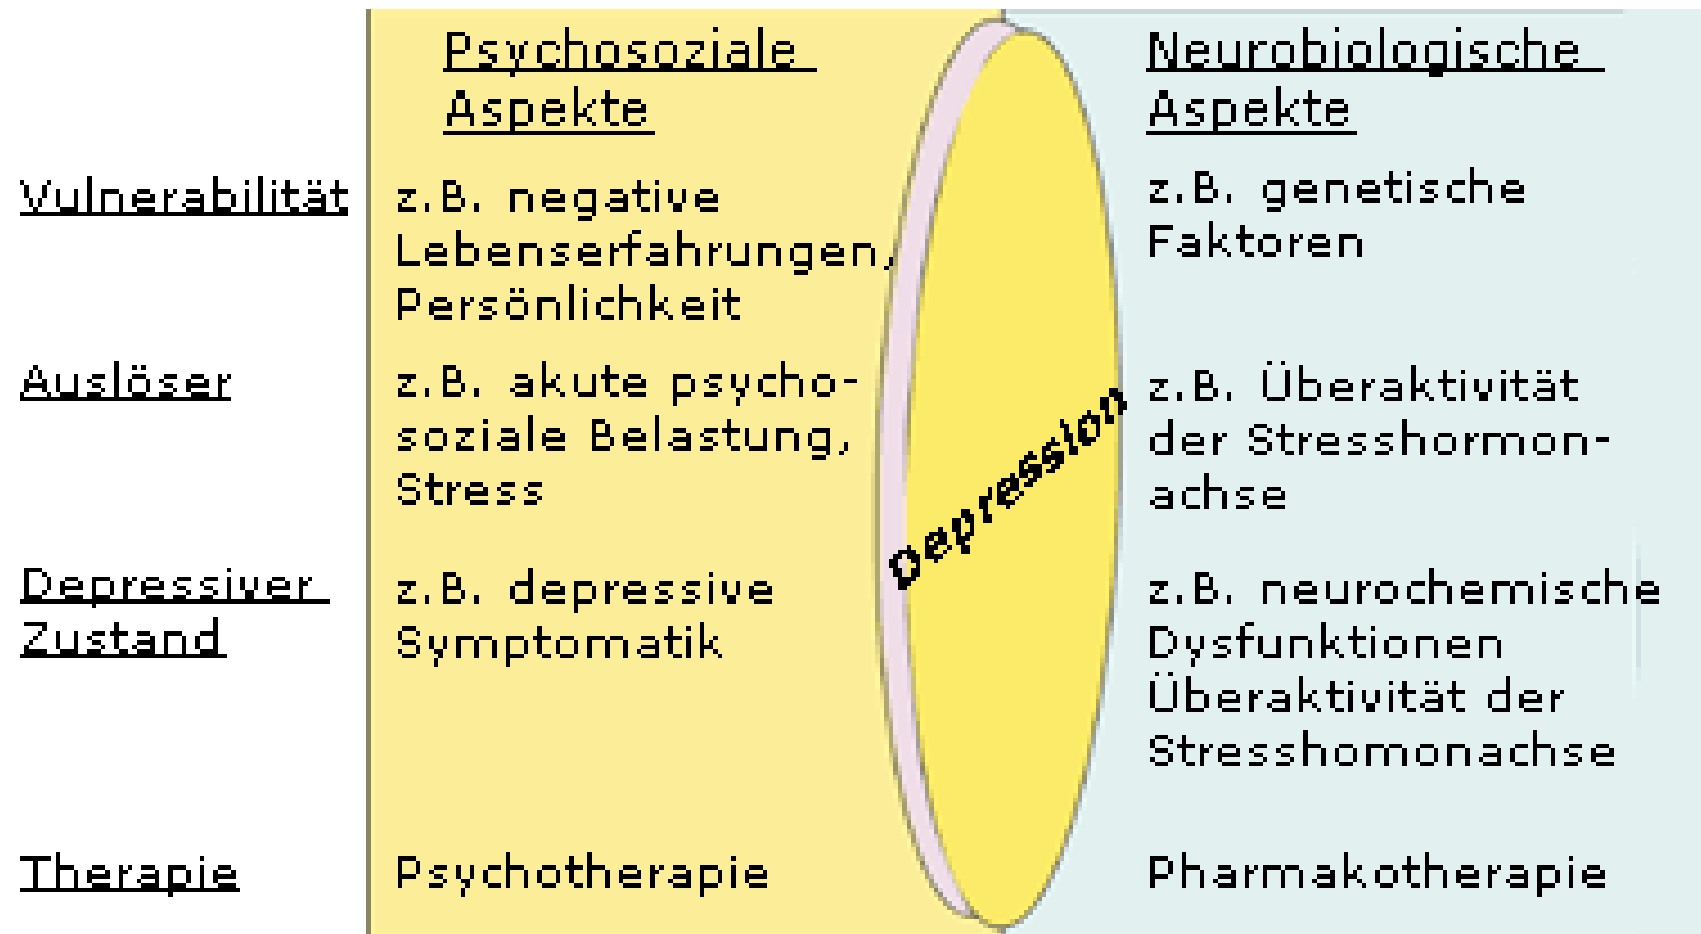 Psychosoziale
Aspekte
Neurobiologische
Aspekte
Vulnerabilität
z.B. negative
Lebenserfahrungen,
Persönlichkeit
z.B. genetische
Faktoren
Auslöser
z.B. akute psycho-
soziale Belastung,
Stress
Depression
z.B. Überaktivität
der Stresshormon-
achse
Depressiver
Zustand
z.B. depressive
Symptomatik
z.B. neurochemische
Dysfunktionen
Überaktivität der
Stresshomonachse
Therapie
Psychotherapie
Pharmakotherapie